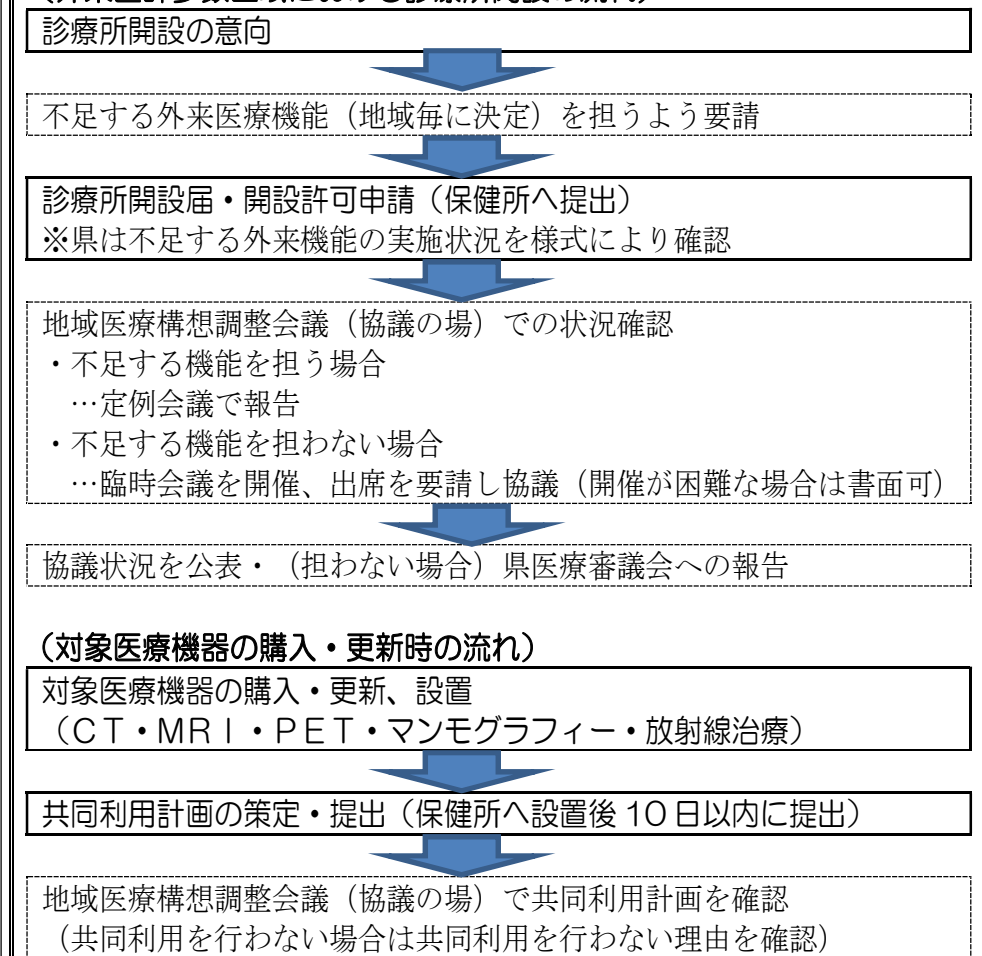 診療所開設の意向
不足する外来医療機能（地域毎に決定）を担うよう要請
診療所開設届・開設許可申請（保健所へ提出）
※県は不足する外来機能の実施状況を様式により確認
地域医療構想調整会議（協議の場）での状況確認
・不足する機能を担う場合
…定例会議で報告
・不足する機能を担わない場合
…臨時会議を開催、出席を要請し協議（開催が困難な場合は書面可）
協議状況を公表・（担わない場合）県医療審議会への報告
（対象医療機器の購入・更新時の流れ）
対象医療機器の購入・更新、設置
（ＣＴ・ＭＲＩ・ＰＥＴ・マンモグラフィー・放射線治療）
共同利用計画の策定・提出（保健所へ設置後 10 日以内に提出）
地域医療構想調整会議（協議の場）で共同利用計画を確認
（共同利用を行わない場合は共同利用を行わない理由を確認）